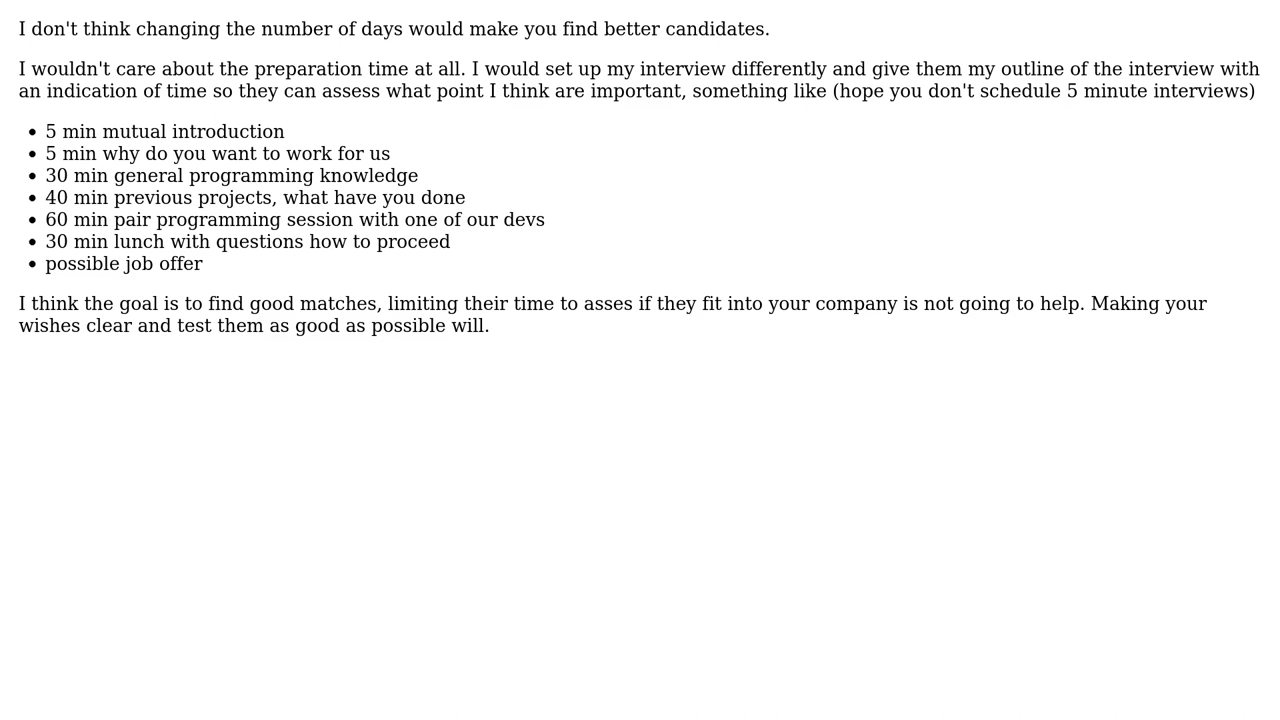 I don't think changing the number of days would make you find better candidates.
I wouldn't care about the preparation time at all. I would set up my interview differently and give them my outline of the interview with
an indication of time so they can assess what point I think are important, something like (hope you don't schedule 5 minute interviews)
• 5 min mutual introduction
• 5 min why do you want to work for us
• 30 min general programming knowledge
• 40 min previous projects, what have you done
• 60 min pair programming session with one of our devs
• 30 min lunch with questions how to proceed
• possible job offer
I think the goal is to find good matches, limiting their time to asses if they fit into your company is not going to help. Making your
wishes clear and test them as good as possible will.